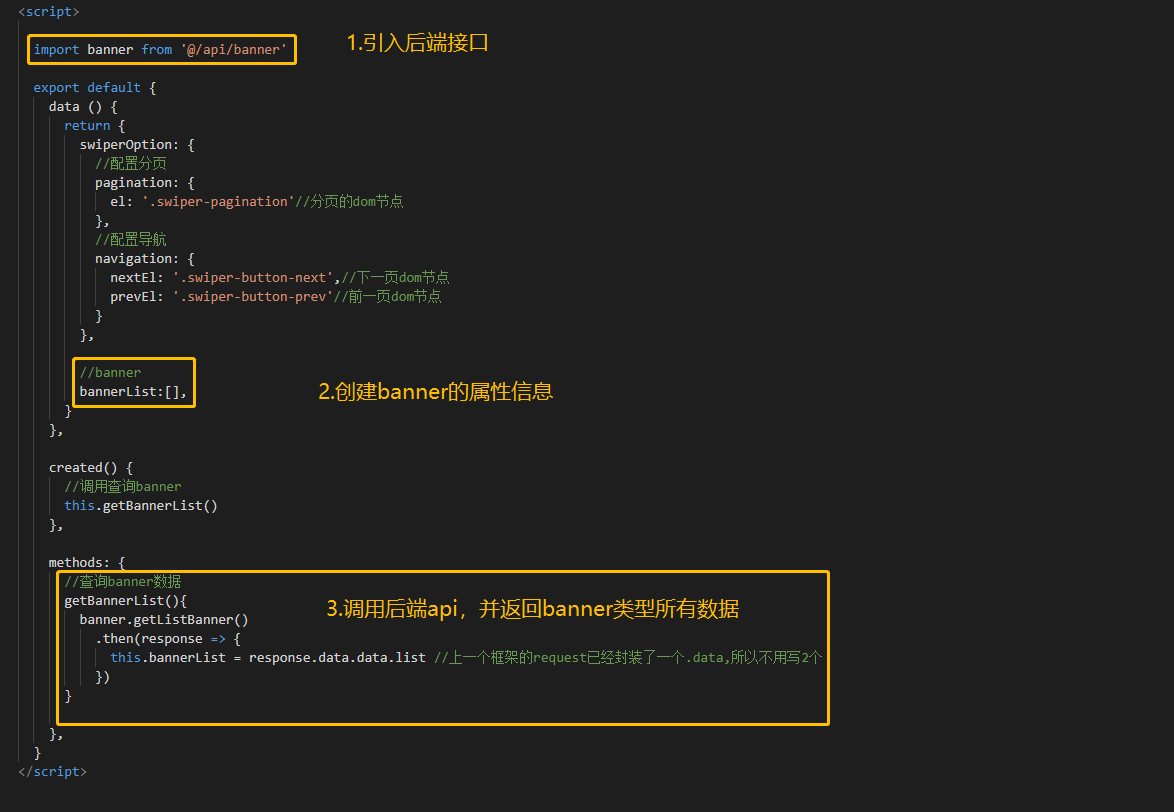 <script>
import banner from '@/api/banner'
1.引入后端接口
export default {
data () {
return {
swiperOption: {
//配置分页
pagination: {
el: '.swiper-pagination'//分页的dom节点
},
//配置导航
navigation: {
nextEl: '.swiper-button-next',//下一页dom节点
prevEl: '.swiper-button-prev'//前一页dom节点
}
},
//banner
bannerList:[],
2.创建banner的属性信息
}
},
created() {
//调用查询banner
this.getBannerList()
},
methods: {
//查询banner数据
getBannerList(){
3.调用后端api，并返回banner类型所有数据
banner.getListBanner()
.then(response => {
this.bannerList = response.data.data.list //上一个框架的request已经封装了一个.data,所以不用写2个
})
}
},
}
</script>